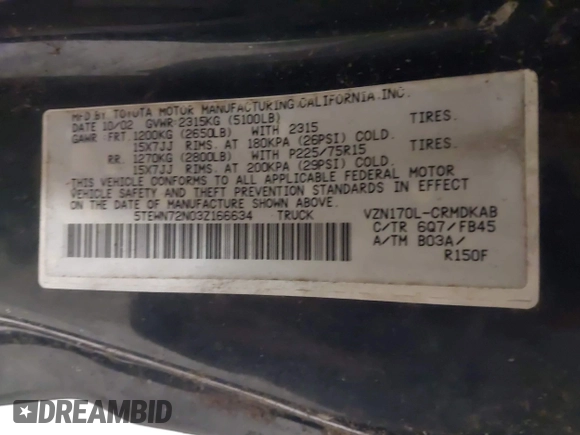 MFD BY TOYOTA MOTOR MANUFACTURING, CALIFORNIA, INC.
DATE 10/02 GVWR 2315KG (5100LB)
GAWR FRT 1200KG (2650LB) WITH 2315 TIRES.
15X7JJ RIMS. AT 180KPA (26PSI) COLD.
RR. 1270KG (2800LB) WITH P225/75R15 TIRES.
15X7JJ RIMS. AT 200KPA (29PSI) COLD.
THIS VEHICLE CONFORMS TO ALL APPLICABLE FEDERAL MOTOR
VEHICLE SAFETY AND THEFT PREVENTION STANDARDS IN EFFECT
ON THE DATE OF MANUFACTURE SHOWN ABOVE.
5TEWN72N03Z166634 TRUCK VZN170L-CRMDKAB
C/TR 6Q7/FB45
A/TM B03A/
R150F
DREAMBID